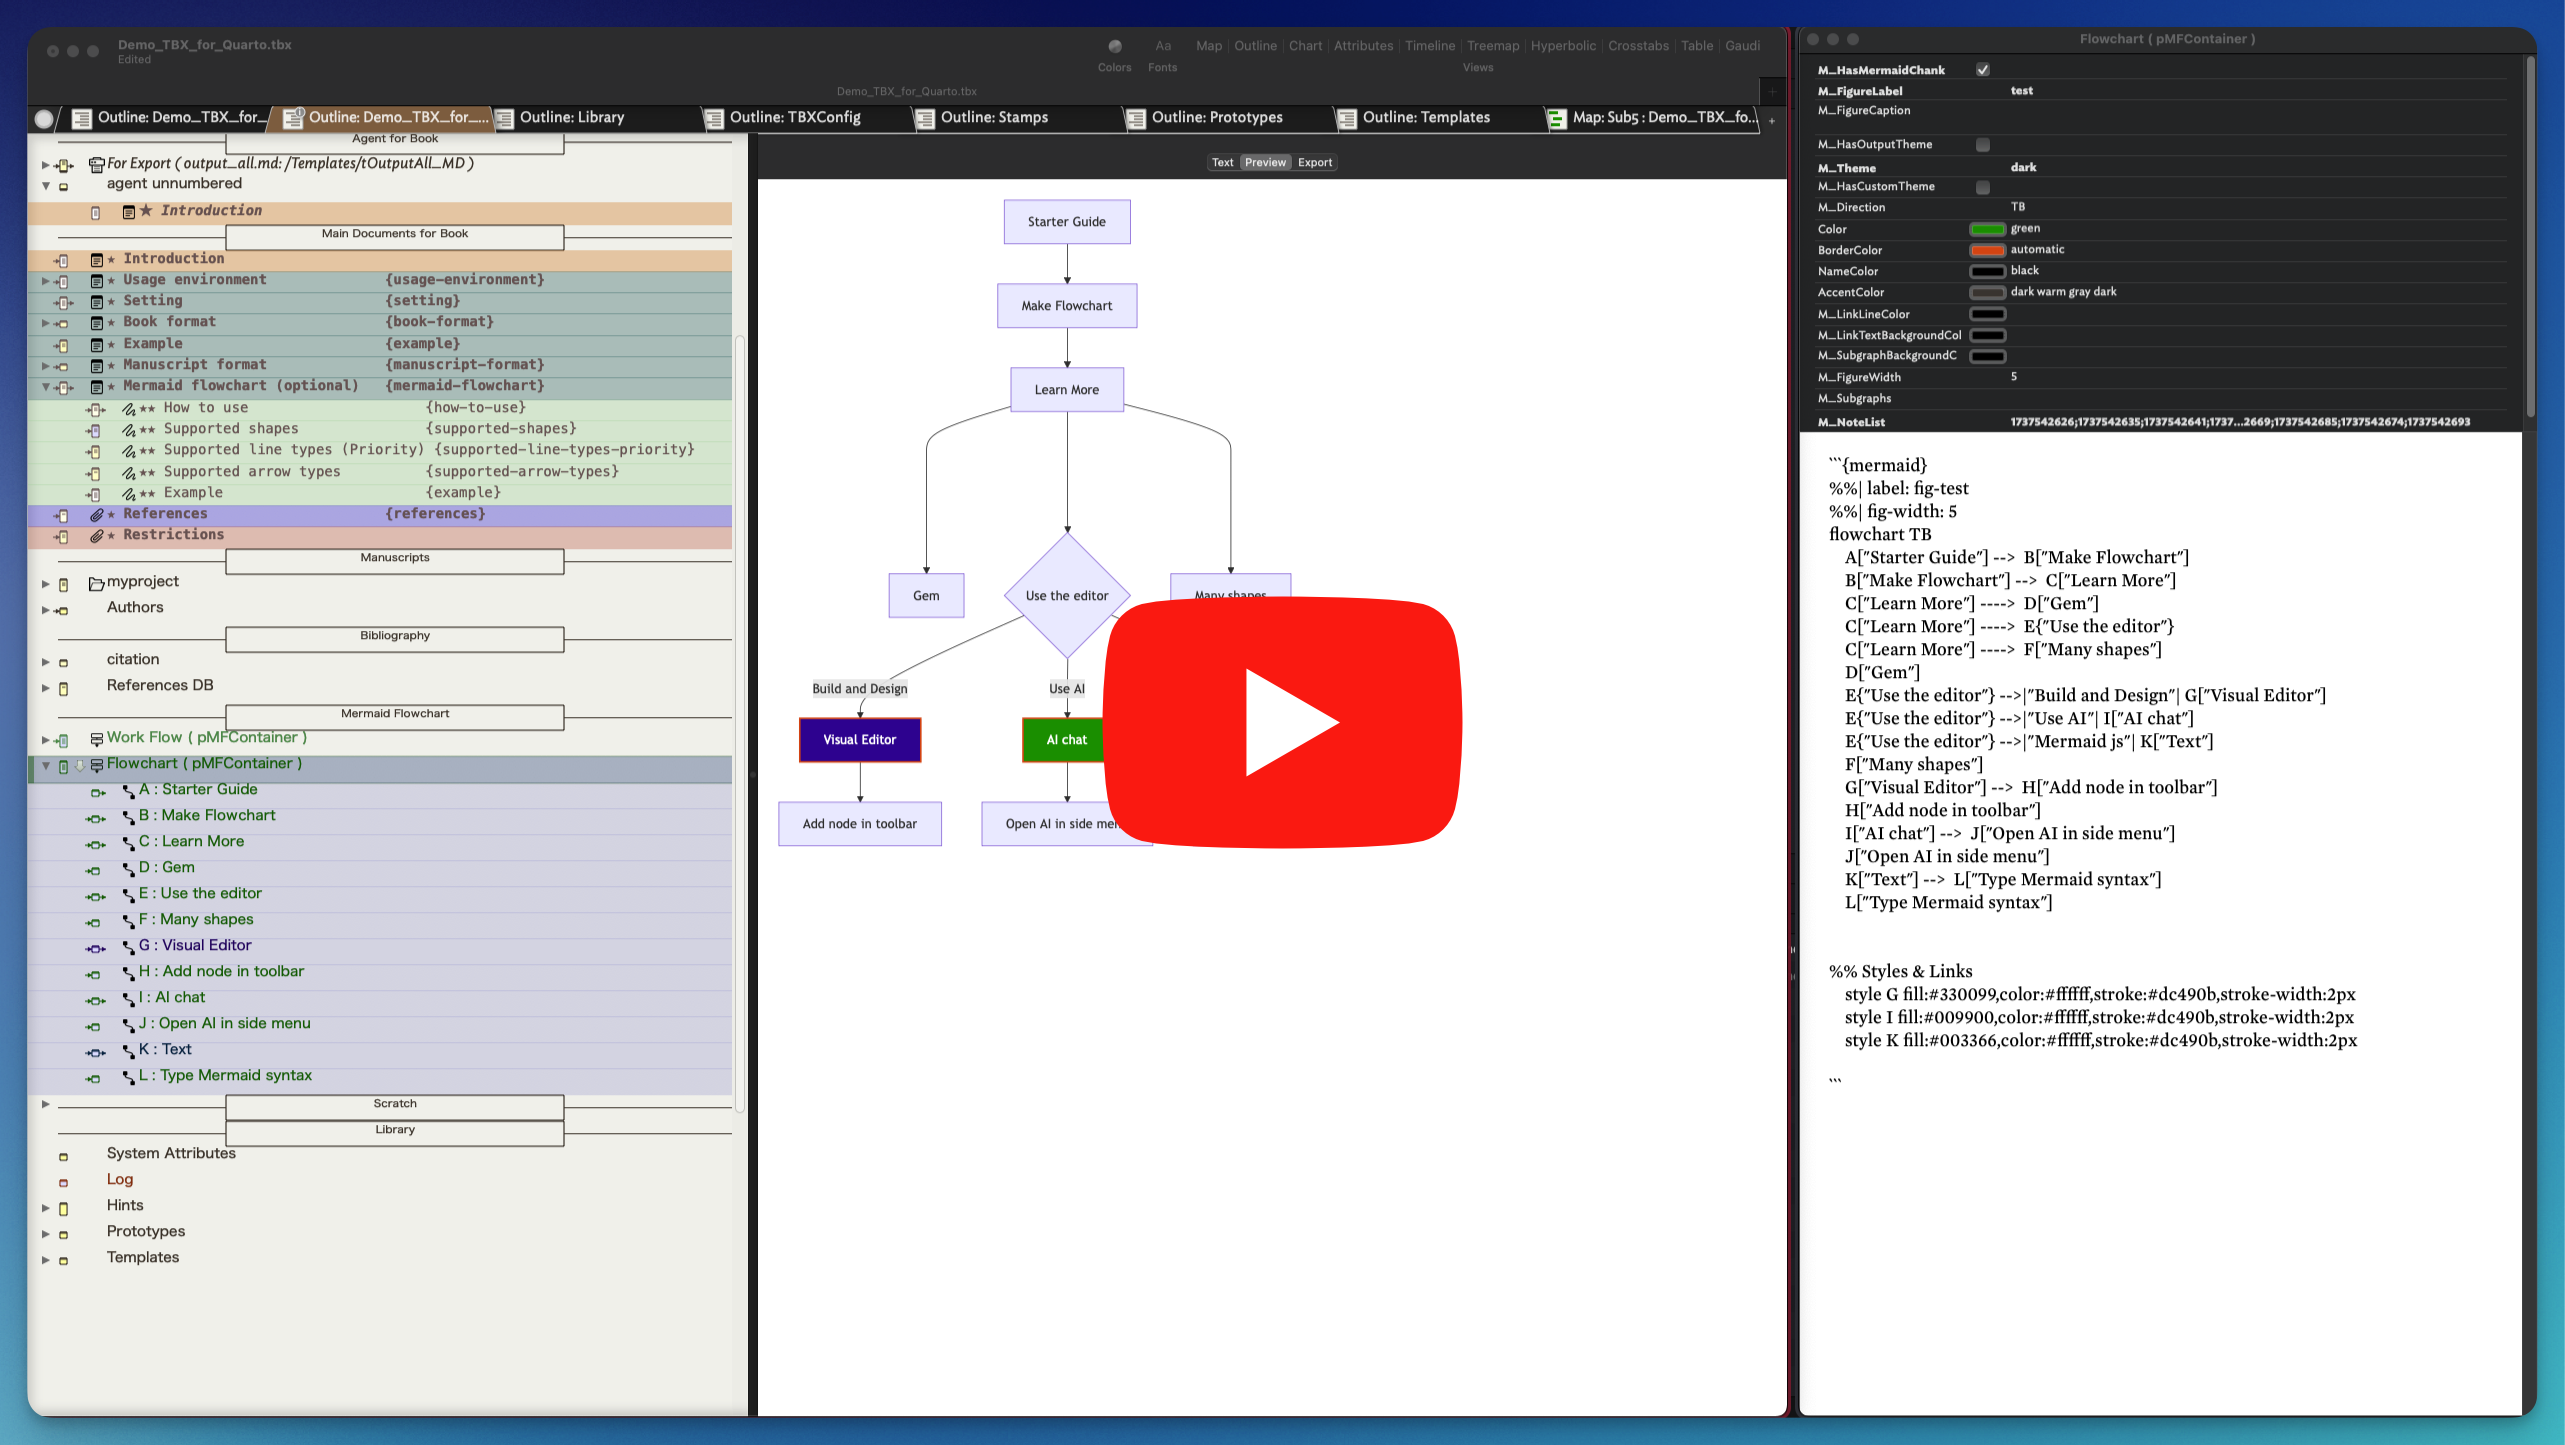 Demo_TBX_for_Quarto.tbx
Edited
Colors
Aa
Fonts
Map | Outline | Chart | Attributes | Timeline | Treemap | Hyperbolic | Crosstabs | Table | Gaudi
Views
Demo_TBX_for_Quarto.tbx
Outline: Demo_TBX_for_
Outline: Demo_TBX_for_...
Outline: Library
Outline: TBXConfig
Outline: Stamps
Outline: Prototypes
Outline: Templates
Map: Sub5 : Demo_TBX_fo...
Agent for Book
For Export ( output_all.md: /Templates/tOutputAll_MD )
agent unnumbered
★ Introduction
Main Documents for Book
★ Introduction
★ Usage environment {usage-environment}
★ Setting {setting}
★ Book format {book-format}
★ Example {example}
★ Manuscript format {manuscript-format}
★ Mermaid flowchart (optional) {mermaid-flowchart}
★★ How to use {how-to-use}
★★ Supported shapes {supported-shapes}
★★ Supported line types (Priority) {supported-line-types-priority}
★★ Supported arrow types {supported-arrow-types}
★★ Example {example}
★ References {references}
★ Restrictions
Manuscripts
myproject
Authors
Bibliography
citation
References DB
Mermaid Flowchart
Work Flow ( pMFContainer )
Flowchart ( pMFContainer )
A : Starter Guide
B : Make Flowchart
C : Learn More
D : Gem
E : Use the editor
F : Many shapes
G : Visual Editor
H : Add node in toolbar
I : AI chat
J : Open AI in side menu
K : Text
L : Type Mermaid syntax
Scratch
Library
System Attributes
Log
Hints
Prototypes
Templates
Text Preview Export
Starter Guide
Make Flowchart
Learn More
Gem
Use the editor
Many shapes
Build and Design
Use AI
Visual Editor
AI chat
Add node in toolbar
Open AI in side
Flowchart ( pMFContainer )
M_HasMermaidChank
M_FigureLabel test
M_FigureCaption
M_HasOutputTheme
M_Theme dark
M_HasCustomTheme
M_Direction TB
Color green
BorderColor automatic
NameColor black
AccentColor dark warm gray dark
M_LinkLineColor
M_LinkTextBackgroundCol
M_SubgraphBackgroundC
M_FigureWidth 5
M_Subgraphs
M_NoteList 1737542626;1737542635;1737542641;1737...2669;1737542685;1737542674;1737542693
```{mermaid}
%%| label: fig-test
%%| fig-width: 5
flowchart TB
A["Starter Guide"] --> B["Make Flowchart"]
B["Make Flowchart"] --> C["Learn More"]
C["Learn More"] ----> D["Gem"]
C["Learn More"] ----> E{"Use the editor"}
C["Learn More"] ----> F["Many shapes"]
D["Gem"]
E{"Use the editor"} -->|"Build and Design"| G["Visual Editor"]
E{"Use the editor"} -->|"Use AI"| I["AI chat"]
E{"Use the editor"} -->|"Mermaid js"| K["Text"]
F["Many shapes"]
G["Visual Editor"] --> H["Add node in toolbar"]
H["Add node in toolbar"]
I["AI chat"] --> J["Open AI in side menu"]
J["Open AI in side menu"]
K["Text"] --> L["Type Mermaid syntax"]
L["Type Mermaid syntax"]
%% Styles & Links
style G fill:#330099,color:#ffffff,stroke:#dc490b,stroke-width:2px
style I fill:#009900,color:#ffffff,stroke:#dc490b,stroke-width:2px
style K fill:#003366,color:#ffffff,stroke:#dc490b,stroke-width:2px
```